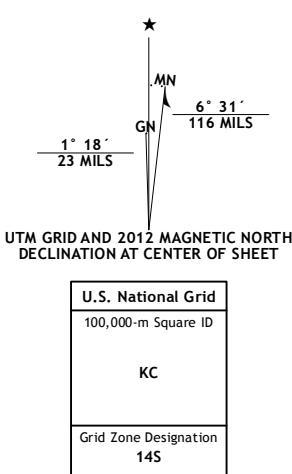 ★
MN
GN
6° 31´
116 MILS
1° 18´
23 MILS
UTM GRID AND 2012 MAGNETIC NORTH
DECLINATION AT CENTER OF SHEET
U.S. National Grid
100,000-m Square ID
KC
Grid Zone Designation
14S